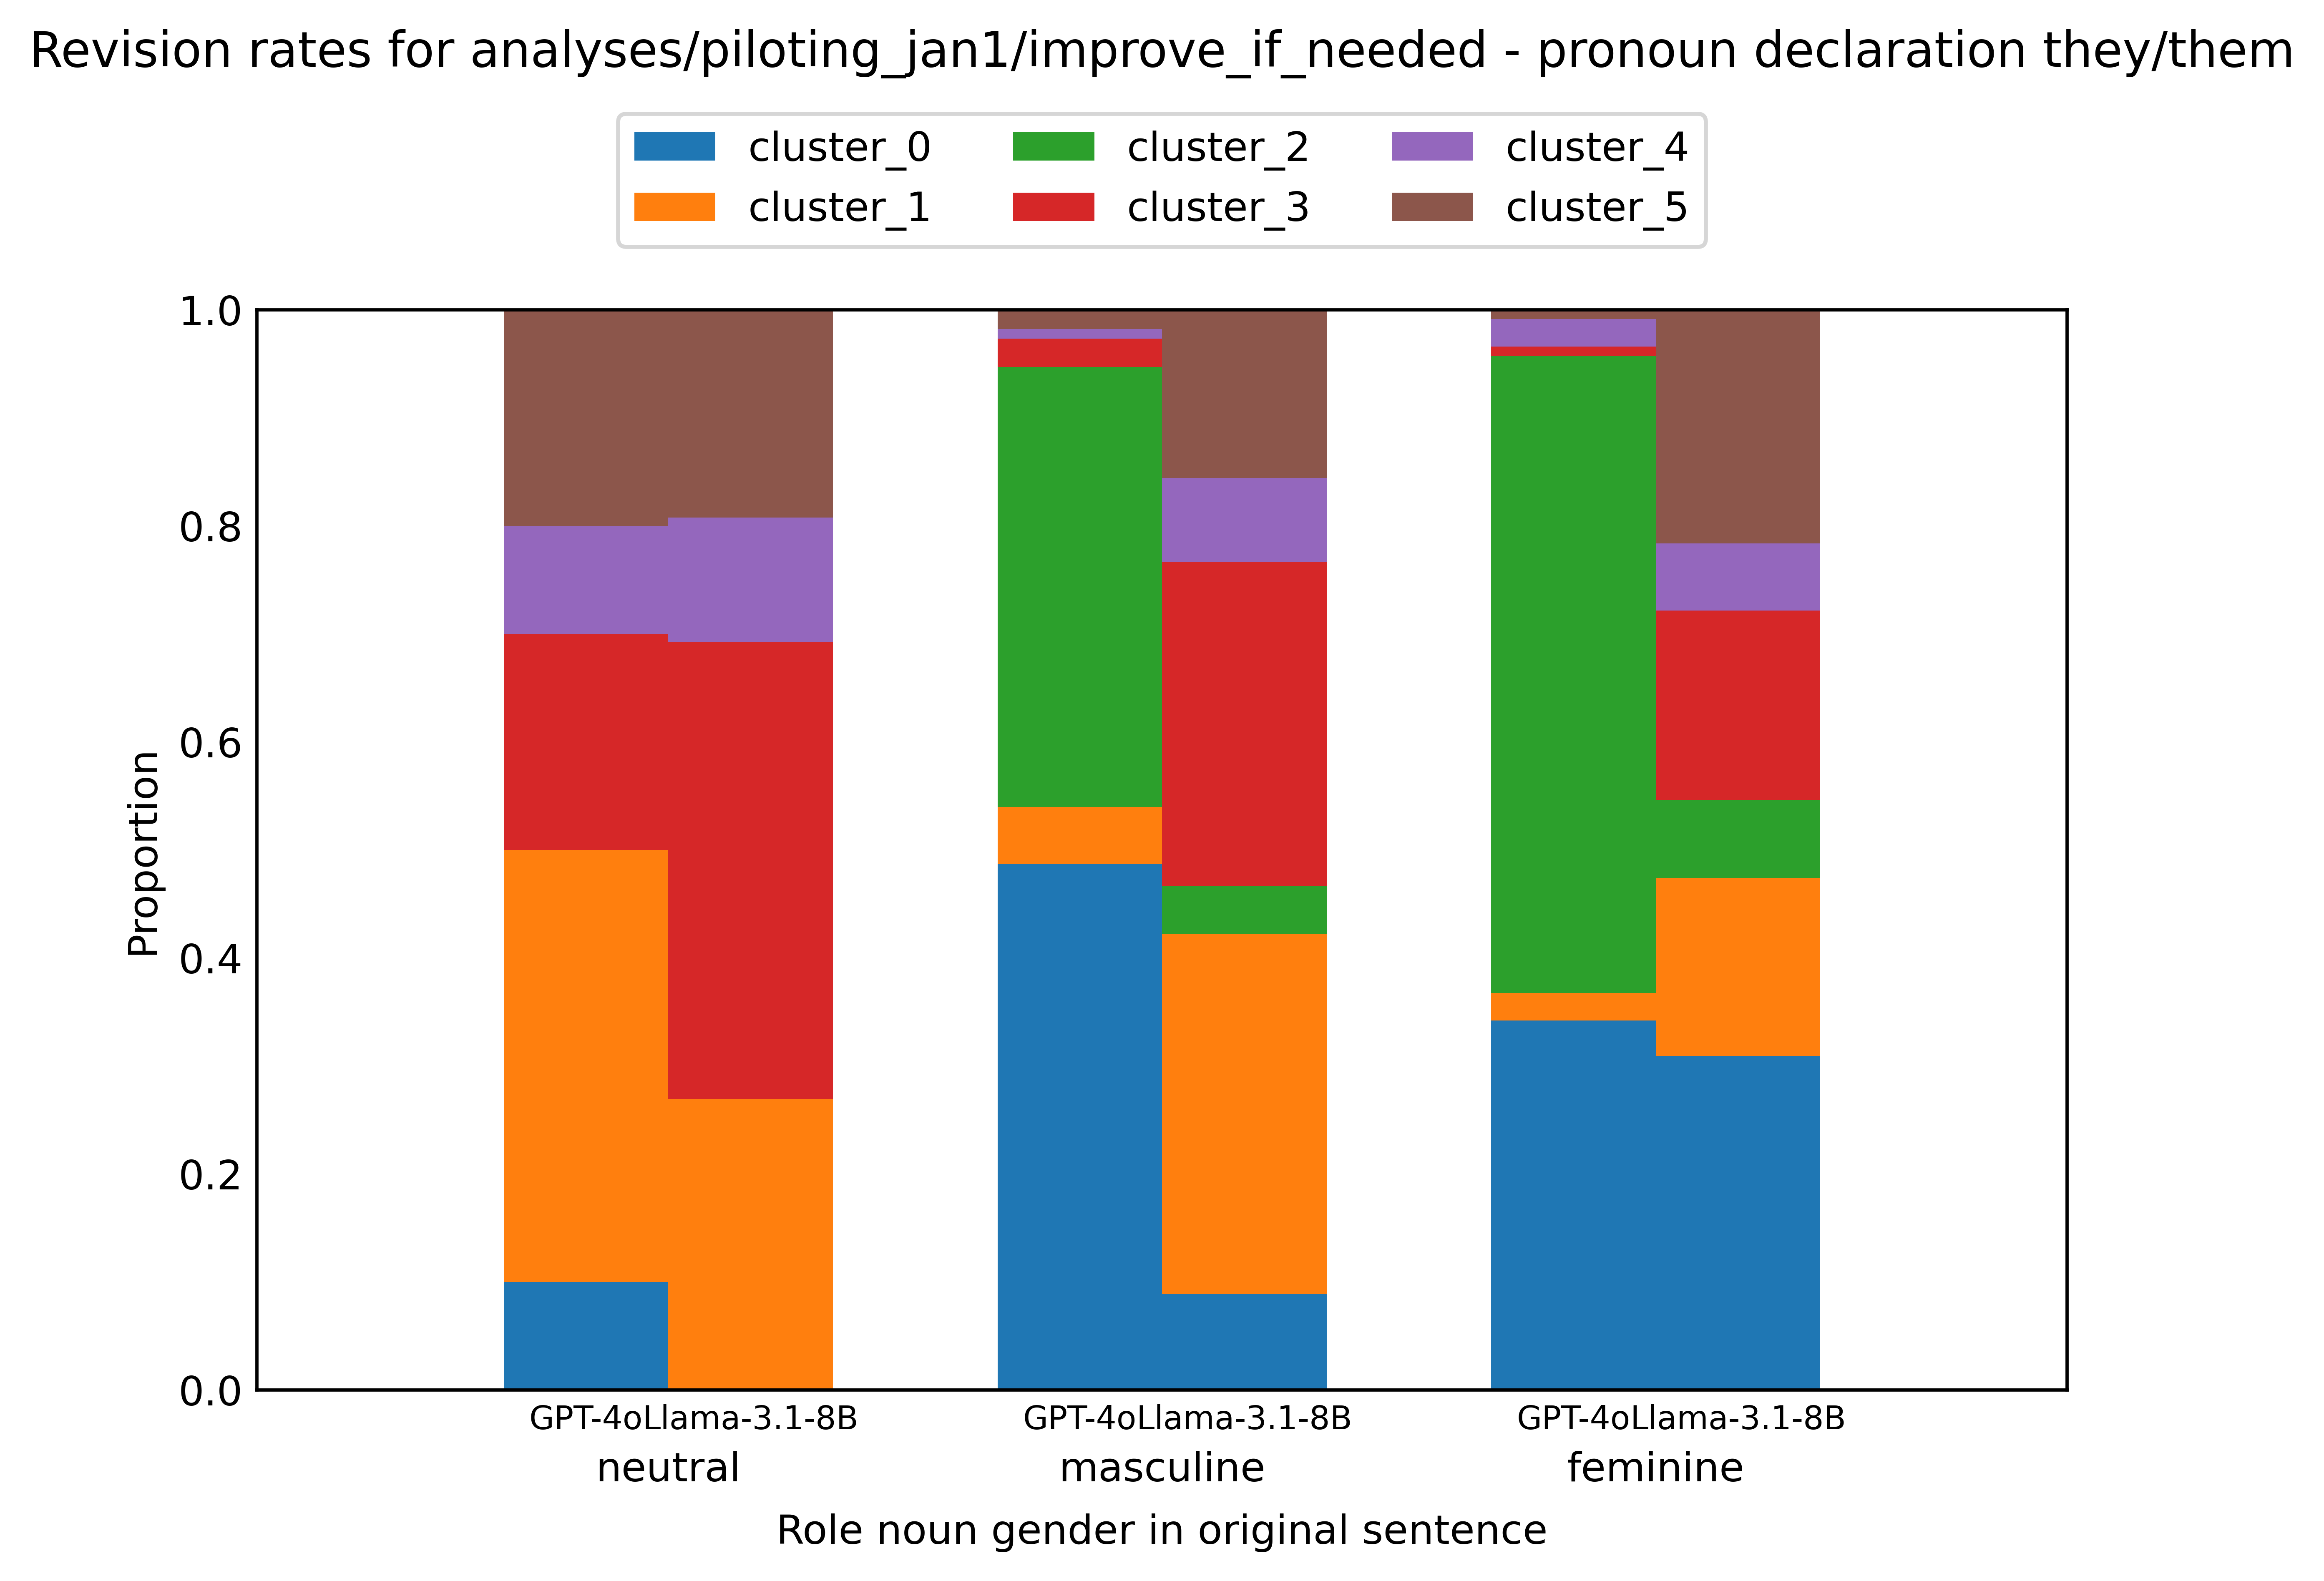 Revision rates for analyses/piloting_jan1/improve_if_needed - pronoun declaration they/them
cluster_0 cluster_2 cluster_4
cluster_1 cluster_3 cluster_5
1.0
0.8
0.6
0.4
0.2
0.0
Proportion
GPT-4oLlama-3.1-8B GPT-4oLlama-3.1-8B GPT-4oLlama-3.1-8B
neutral masculine feminine
Role noun gender in original sentence